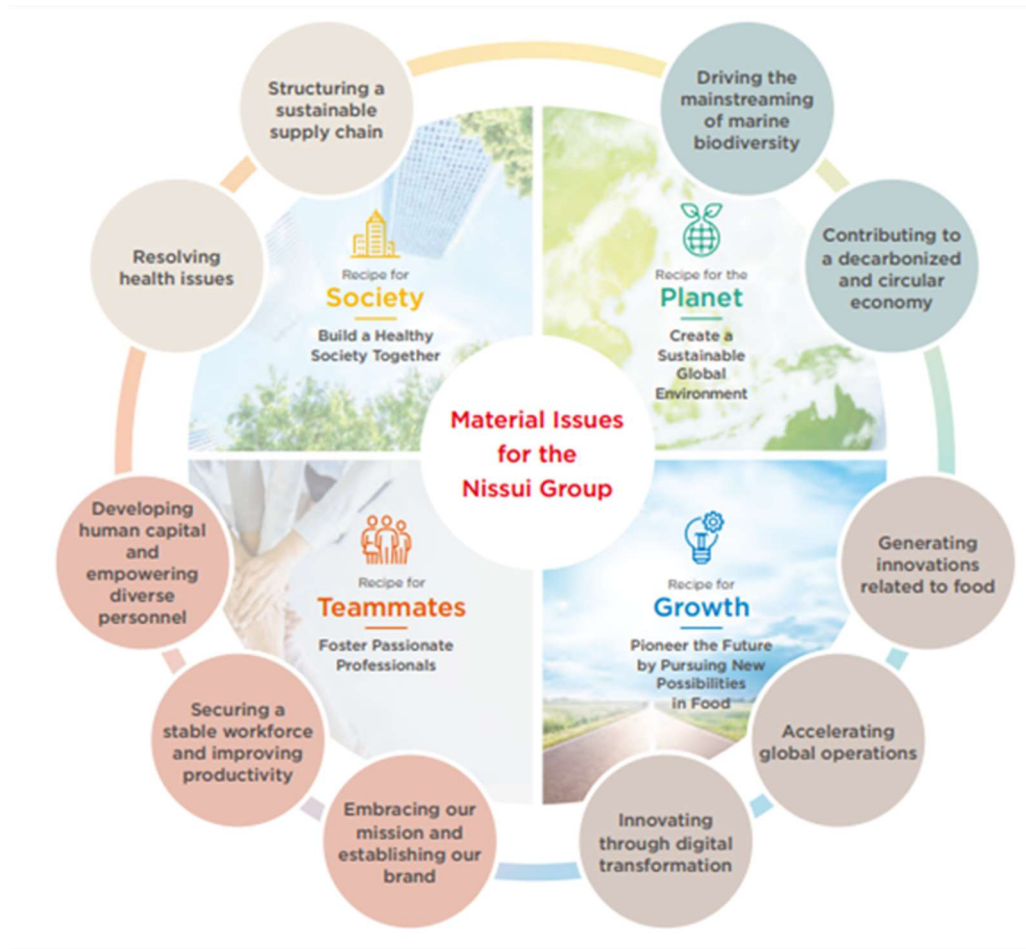 Structuring a
sustainable
supply chain
Driving the
mainstreaming
of marine
biodiversity
Resolving
health issues
Recipe for
Society
Build a Healthy
Society Together
Recipe for the
Planet
Create a
Sustainable
Global
Environment
Contributing to
a decarbonized
and circular
economy
Material Issues
for the
Nissui Group
Developing
human capital
and
empowering
diverse
personnel
Recipe for
Teammates
Foster Passionate
Professionals
Recipe for
Growth
Pioneer the Future
by Pursuing New
Possibilities
in Food
Generating
innovations
related to food
Securing a
stable workforce
and improving
productivity
Accelerating
global operations
Embracing our
mission and
establishing our
brand
Innovating
through digital
transformation